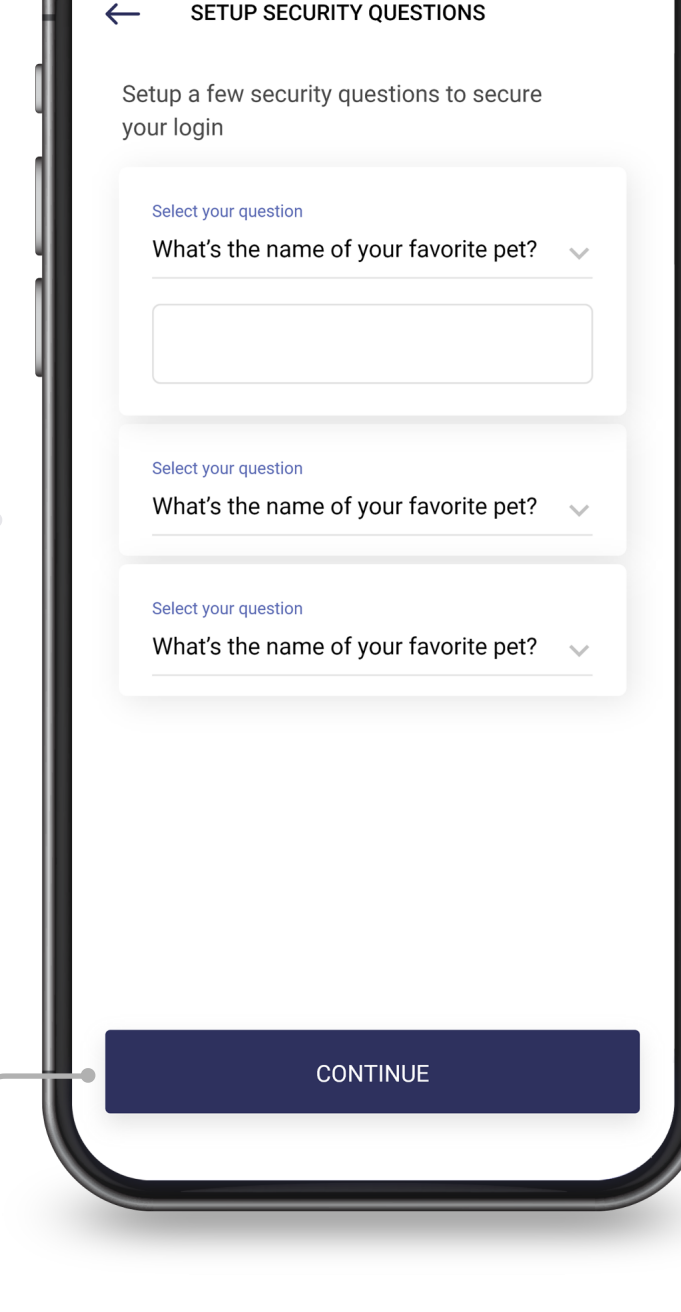 SETUP SECURITY QUESTIONS
Setup a few security questions to secure
your login
Select your question
What's the name of your favorite pet?
Select your question
What's the name of your favorite pet?
Select your question
What's the name of your favorite pet?
CONTINUE